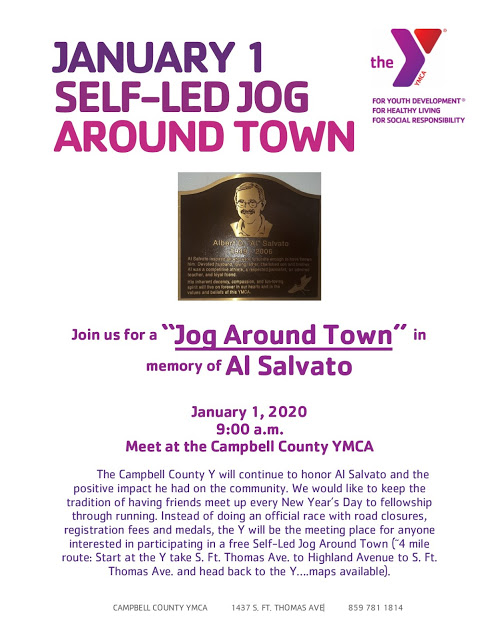 JANUARY 1
SELF-LED JOG
AROUND TOWN
the
YMCA
FOR YOUTH DEVELOPMENT®
FOR HEALTHY LIVING
FOR SOCIAL RESPONSIBILITY
"Al" Salvato
Join us for a "Jog Around Town" in
memory of Al Salvato
January 1, 2020
9:00 a.m.
Meet at the Campbell County YMCA
The Campbell County Y will continue to honor Al Salvato and the
positive impact he had on the community. We would like to keep the
tradition of having friends meet up every New Year's Day to fellowship
through running. Instead of doing an official race with road closures,
registration fees and medals, the Y will be the meeting place for anyone
interested in participating in a free Self-Led Jog Around Town (~4 mile
route: Start at the Y take S. Ft. Thomas Ave. to Highland Avenue to S. Ft.
Thomas Ave. and head back to the Y....maps available).
CAMPBELL COUNTY YMCA 1437 S. FT. THOMAS AVE 859 781 1814